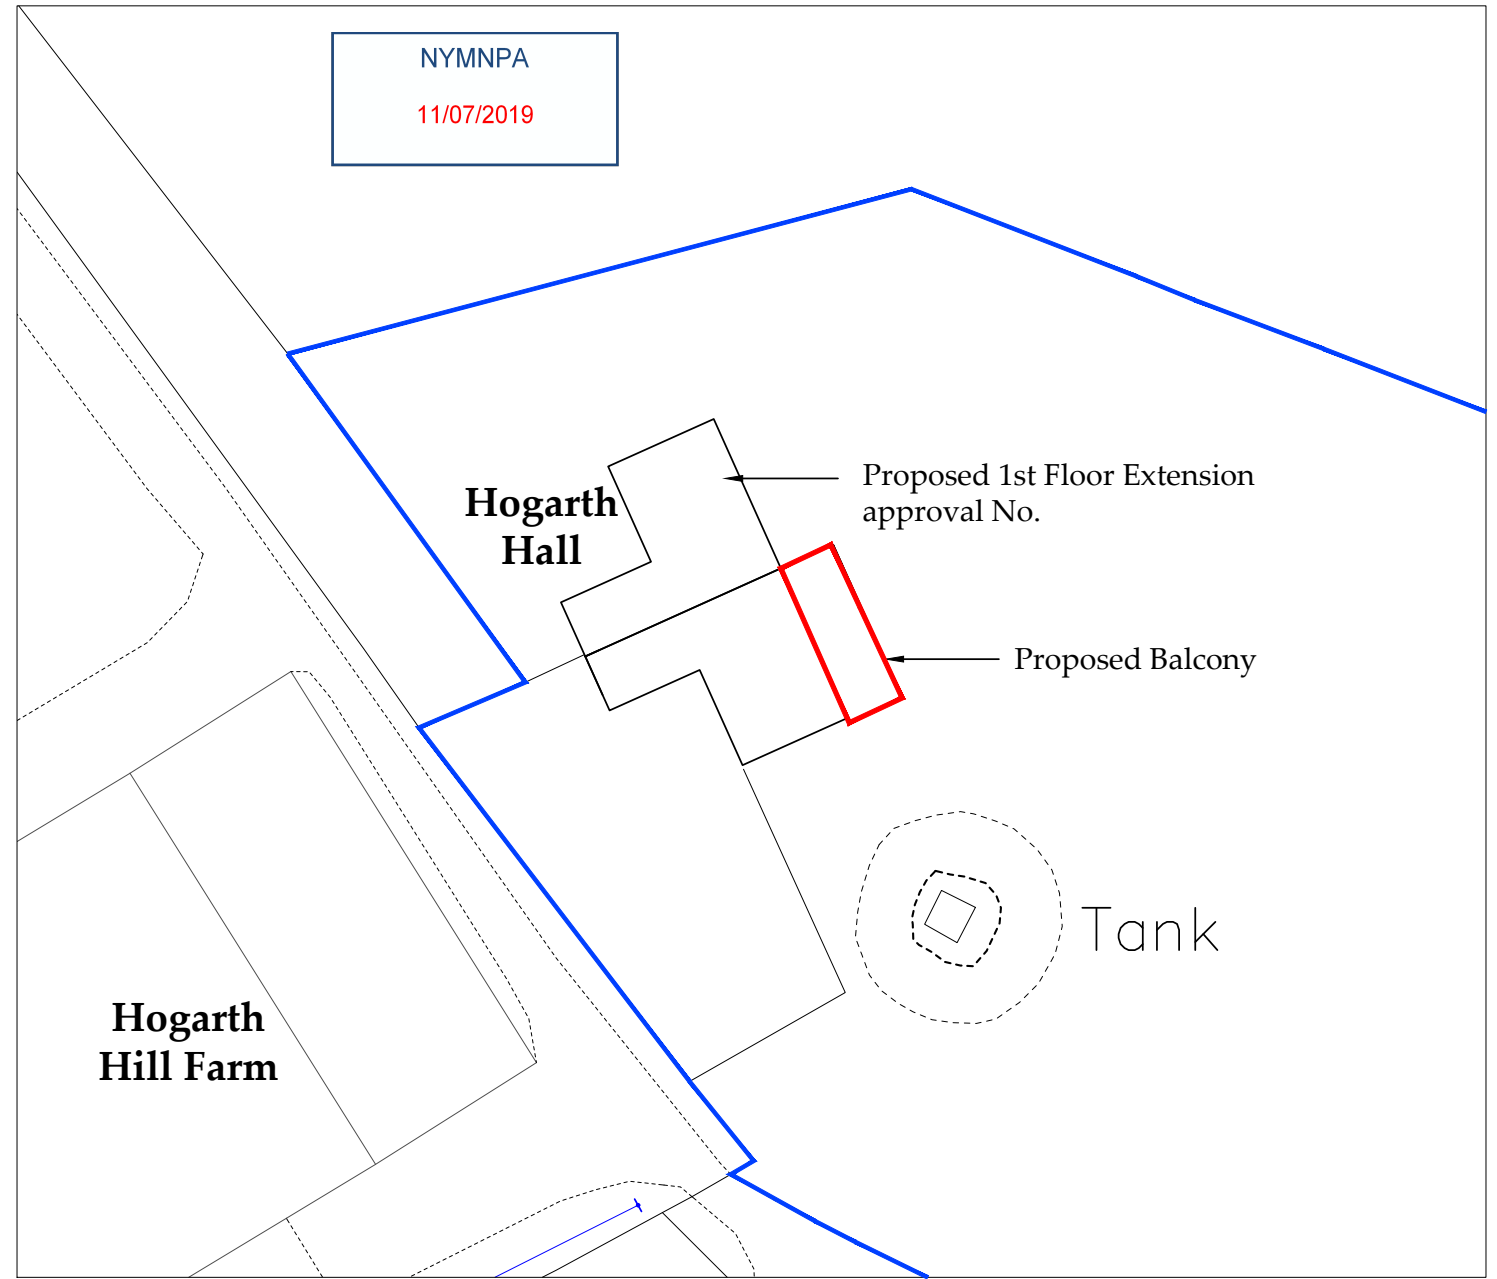 NYMNPA
11/07/2019
Hogarth
Hall
Proposed 1st Floor Extension
approval No.
Proposed Balcony
Tank
Hogarth
Hill Farm